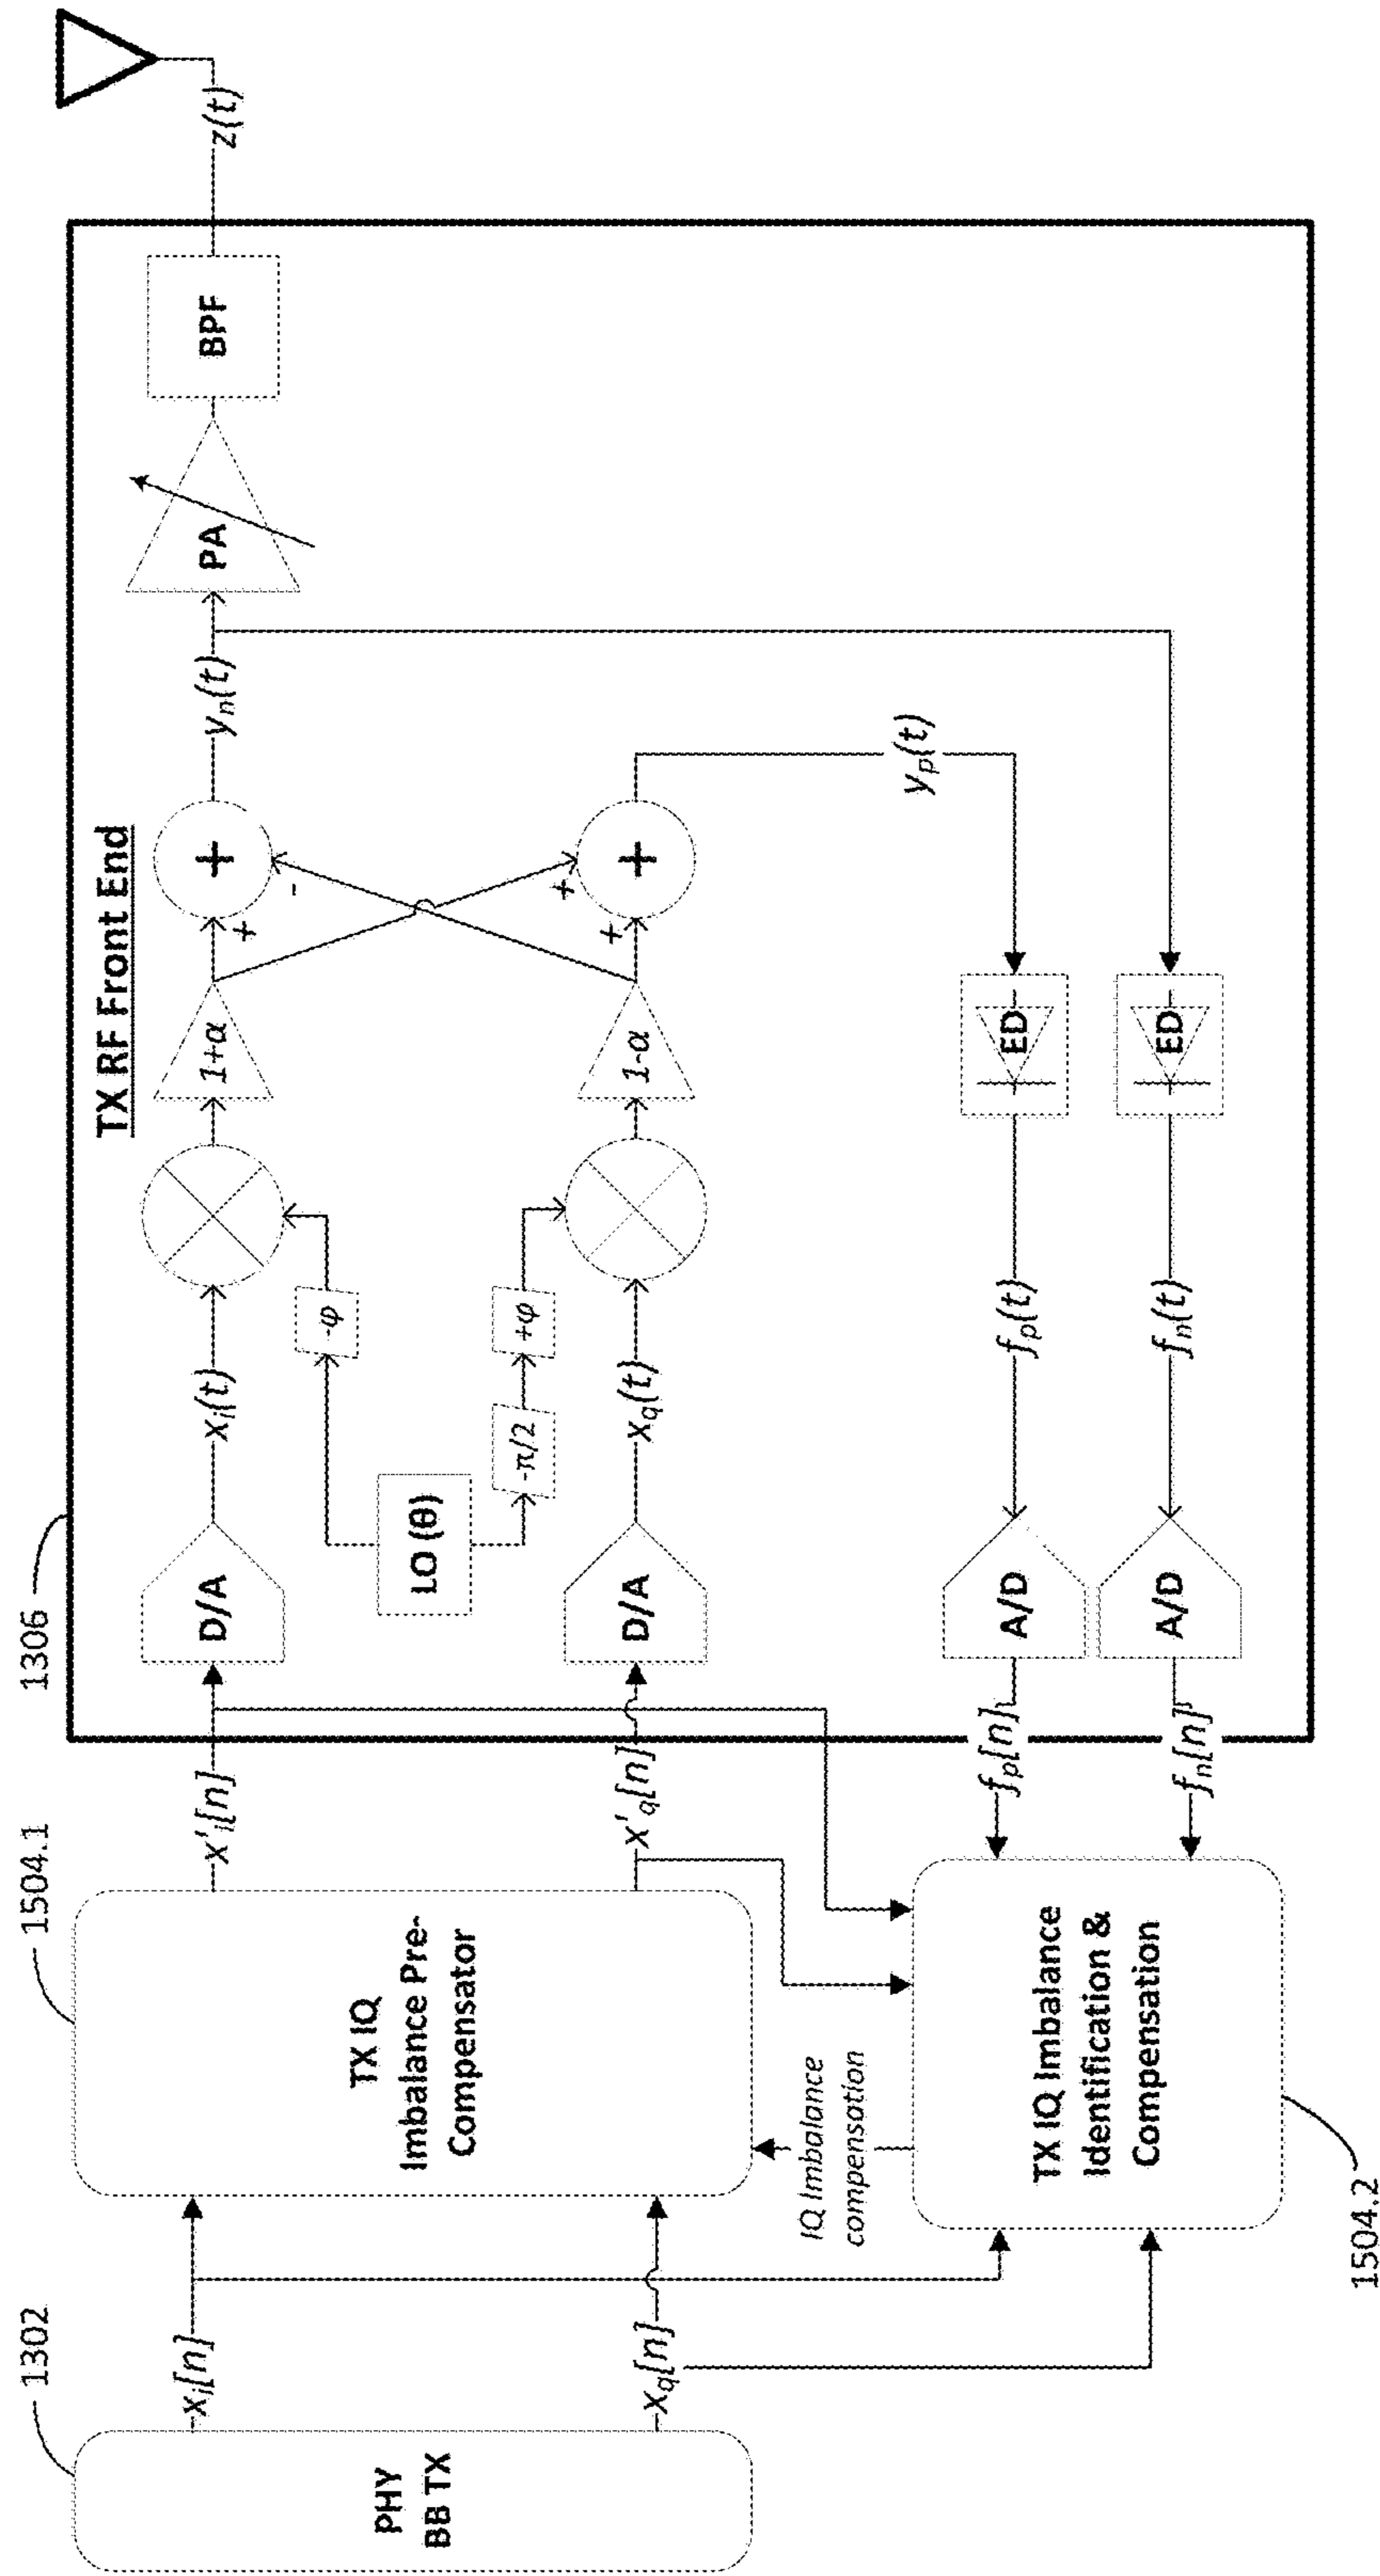 1302
PHY
BB TX
xi[n]
xq[n]
1504.1
TX IQ
Imbalance Pre-
Compensator
IQ Imbalance
compensation
TX IQ Imbalance
Identification &
Compensation
1504.2
x'i[n]
x'q[n]
fp[n]
fn[n]
1306
TX RF Front End
D/A
xi(t)
LO (θ)
-φ
-π/2
+φ
D/A
xq(t)
1+α
1-α
+
+
-
+
+
+
yn(t)
yp(t)
PA
BPF
z(t)
A/D
fp(t)
ED
A/D
fn(t)
ED